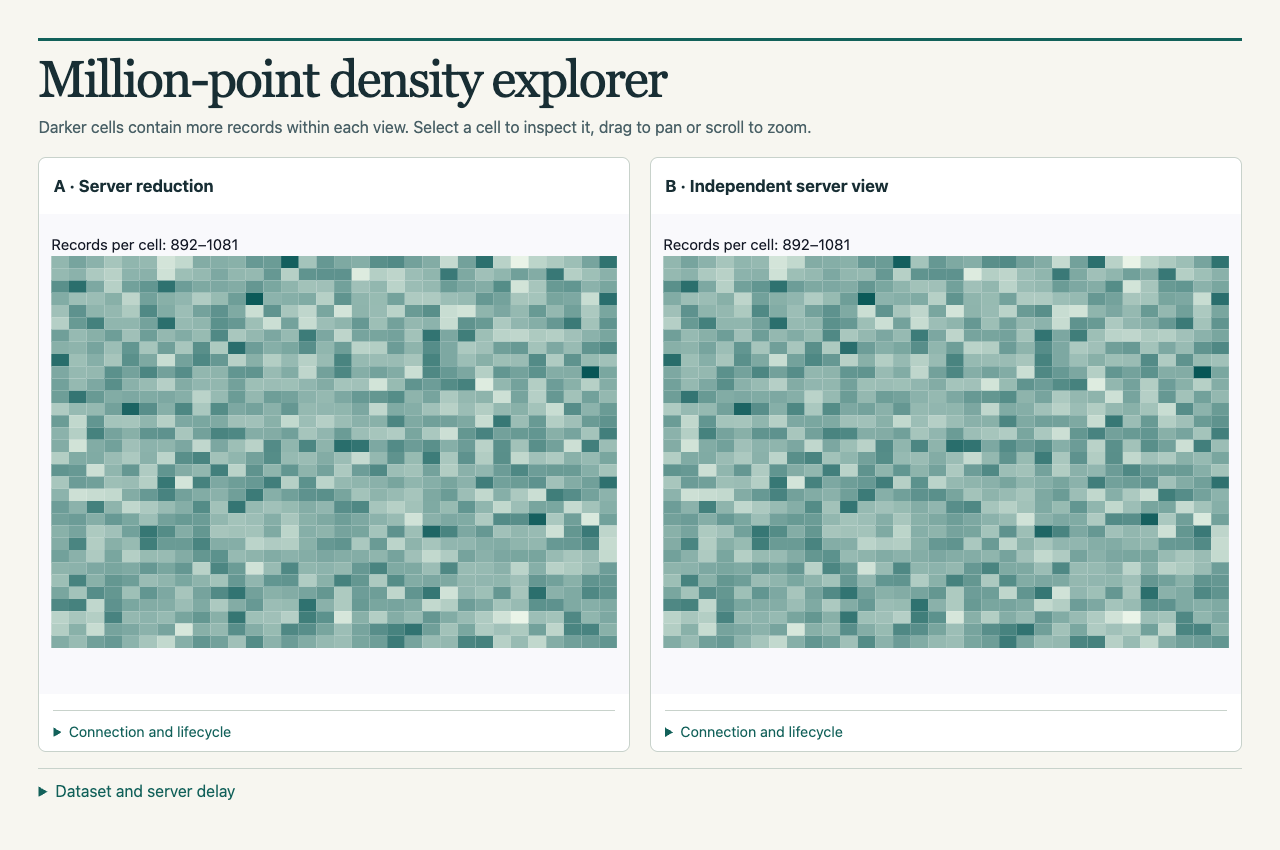 Million-point density explorer
Darker cells contain more records within each view. Select a cell to inspect it, drag to pan or scroll to zoom.
A · Server reduction
Records per cell: 892–1081
Connection and lifecycle
B · Independent server view
Records per cell: 892–1081
Connection and lifecycle
Dataset and server delay